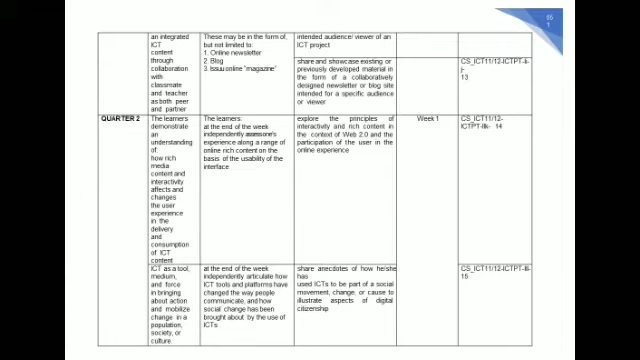 65
1
an integrated
ICT
content
through
collaboration
with
classmate
and teacher
as both peer
and partner
These may be in the form of,
but not limited to:
1. Online newsletter
2. Blog
3. Issuu online "magazine"
intended audience/ viewer of an
ICT project
share and showcase existing or
previously developed material in
the form of a collaboratively
designed newsletter or blog site
intended for a specific audience
or viewer
CS_ICT11/12-ICTPT-Ii-
j-
13
QUARTER 2
The learners
demonstrate
an
understanding
of
how rich
media
content and
interactivity
affects and
changes
the user
experience
in the
delivery
and
consumption
of ICT
content
The learners:
at the end of the week
independently assess one's
experience along a range of
online rich content on the
basis of the usability of the
interface
explore the principles of
interactivity and rich content in
the context of Web 2.0 and the
participation of the user in the
online experience
Week 1
CS_ICT11/12-
14
ICT as a tool,
medium,
and force
in bringing
about action
and mobilize
change in a
population,
society, or
culture
at the end of the week
independently articulate how
ICT tools and platforms have
changed the way people
communicate, and how
social change has been
brought about by the use of
ICTs
share anecdotes of how he/she
has
used ICTs to be part of a social
movement, change, or cause to
illustrate aspects of digital
citizenship
15